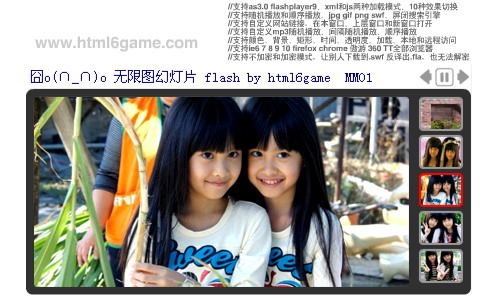 //支持as3.0 flashplayer9、xml和js两种加载模式、10种效果切换
//支持随机播放和顺序播放、jpg gif png swf、屏闭搜索引擎
//支持自定义网站链接、在本窗口、上层窗口和新窗口打开
//支持自定义mp3随机播放、间隔随机播放、顺序播放
//支持颜色、背景、矩形、时间、透明度、加载、本地和远程访问
//支持ie6 7 8 9 10 firefox chrome 傲游 360 TT全部浏览器
//支持不加密和加密模式、让别人下载到.swf 反译出.fla、也无法解密
www.html6game.com
囧o(∩_∩)o 无限图幻灯片 flash by html6game MMO1
Sweet
Sweet